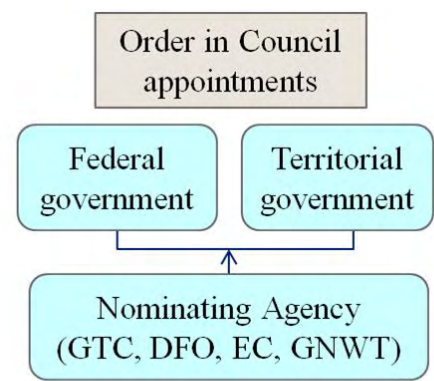 Order in Council
appointments
Federal
government
Territorial
government
Nominating Agency
(GTC, DFO, EC, GNWT)